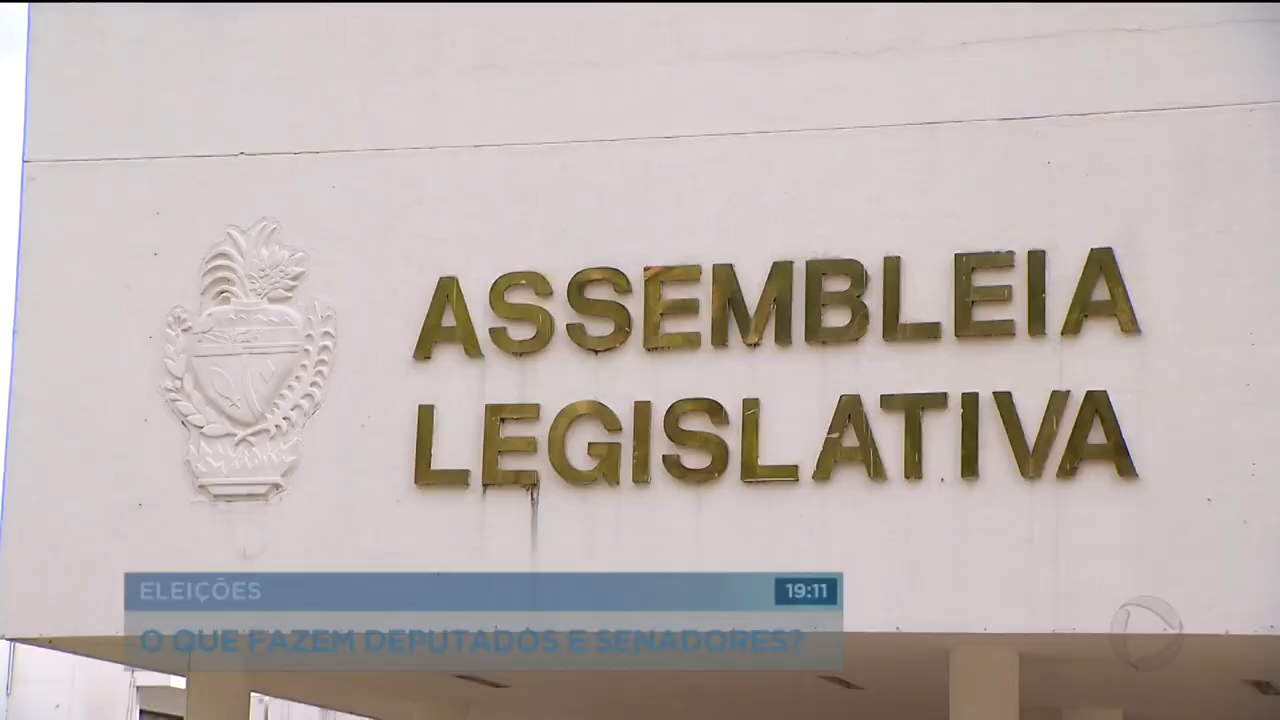 ASSEMBLEIA
LEGISLATIVA
ELEIÇÕES
19:11
O QUE FAZEM DEPUTADOS E SENADORES?